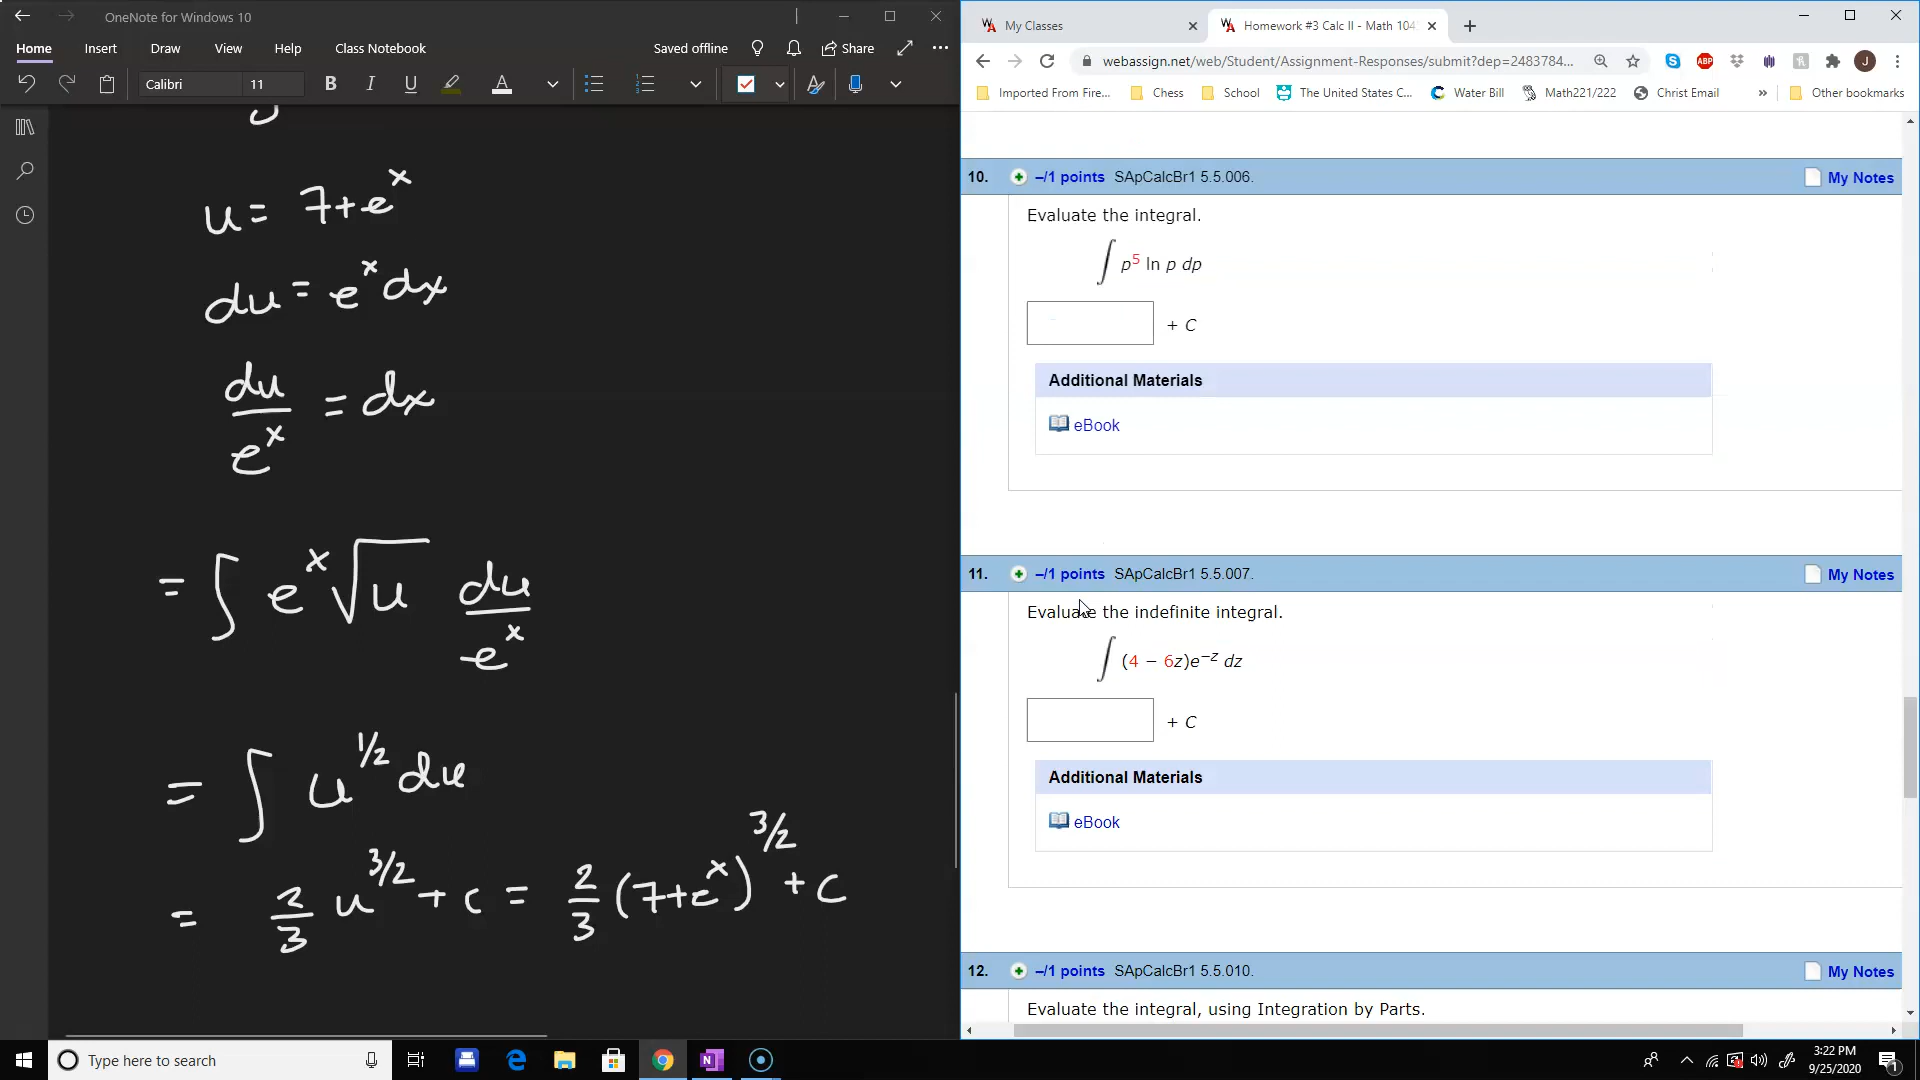 OneNote for Windows 10
Home Insert Draw View Help Class Notebook Saved offline Share
Calibri 11 B I U A
u = 7+e^x
du = e^x dx
du/e^x = dx
= ∫ e^x √u du/e^x
= ∫ u^1/2 du
= 2/3 u^3/2 + c = 2/3 (7+e^x)^3/2 + c
My Classes
Homework #3 Calc II - Math 104
webassign.net/web/Student/Assignment-Responses/submit?dep=2483784...
ABP J
Imported From Fire... Chess School The United States C... Water Bill Math221/222 Christ Email » Other bookmarks
10. –/1 points SApCalcBr1 5.5.006. My Notes
Evaluate the integral.
∫ p^5 ln p dp
+ C
Additional Materials
eBook
11. –/1 points SApCalcBr1 5.5.007. My Notes
Evaluate the indefinite integral.
∫ (4 − 6z)e^−z dz
+ C
Additional Materials
eBook
12. –/1 points SApCalcBr1 5.5.010. My Notes
Evaluate the integral, using Integration by Parts.
Type here to search
3:22 PM
9/25/2020